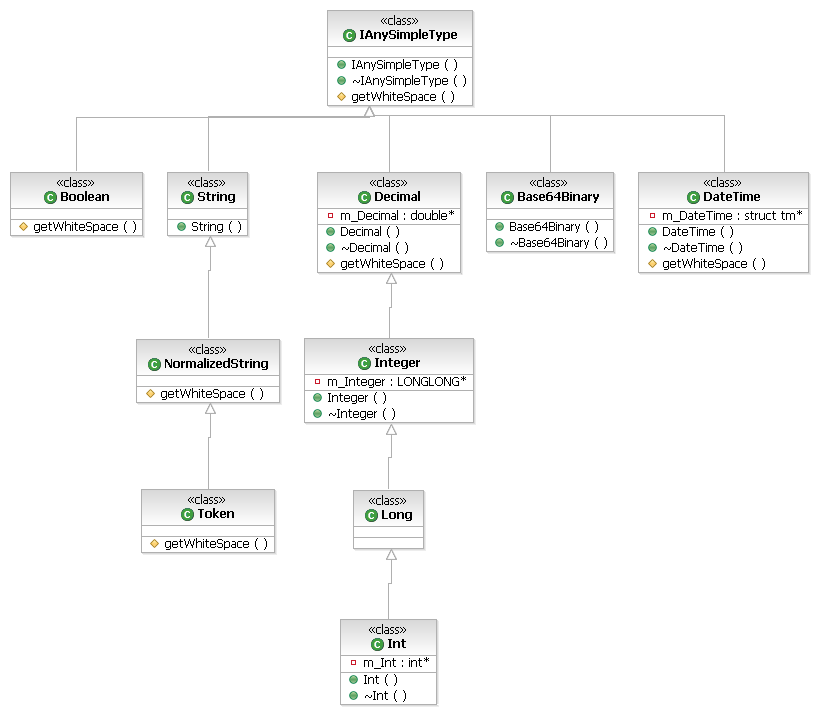 «class»
IAnySimpleType
IAnySimpleType ( )
~IAnySimpleType ( )
getWhiteSpace ( )
«class»
Boolean
getWhiteSpace ( )
«class»
String
String ( )
«class»
Decimal
m_Decimal : double*
Decimal ( )
~Decimal ( )
getWhiteSpace ( )
«class»
Base64Binary
Base64Binary ( )
~Base64Binary ( )
«class»
DateTime
m_DateTime : struct tm*
DateTime ( )
~DateTime ( )
getWhiteSpace ( )
«class»
NormalizedString
getWhiteSpace ( )
«class»
Integer
m_Integer : LONGLONG*
Integer ( )
~Integer ( )
«class»
Token
getWhiteSpace ( )
«class»
Long
«class»
Int
m_Int : int*
Int ( )
~Int ( )